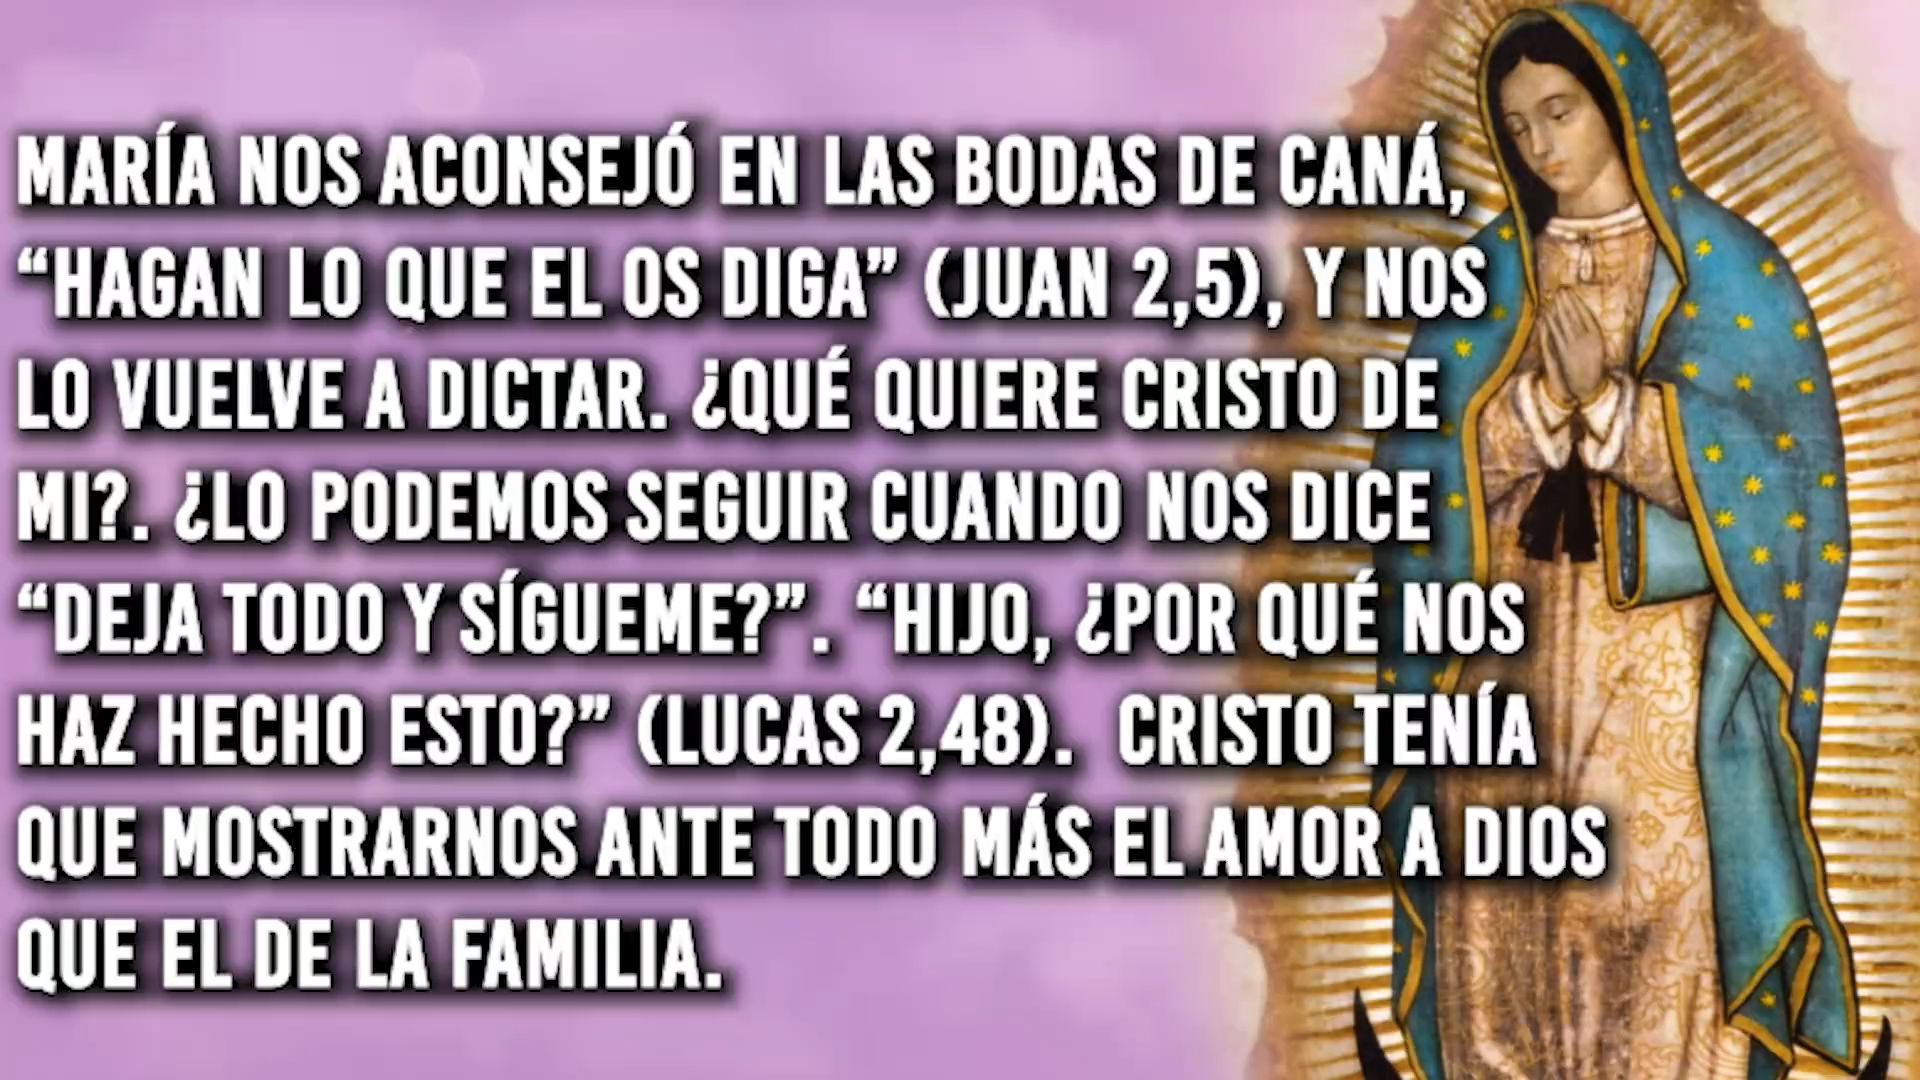 MARÍA NOS ACONSEJÓ EN LAS BODAS DE CANÁ,
“HAGAN LO QUE EL OS DIGA” (JUAN 2,5), Y NOS
LO VUELVE A DICTAR. ¿QUÉ QUIERE CRISTO DE
MI?. ¿LO PODEMOS SEGUIR CUANDO NOS DICE
“DEJA TODO Y SÍGUEME?”. “HIJO, ¿POR QUÉ NOS
HAZ HECHO ESTO?” (LUCAS 2,48). CRISTO TENÍA
QUE MOSTRARNOS ANTE TODO MÁS EL AMOR A DIOS
QUE EL DE LA FAMILIA.